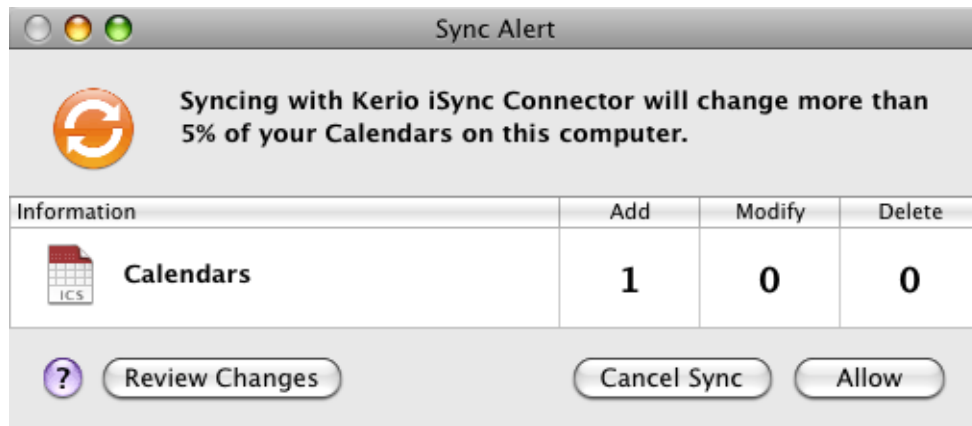 Sync Alert
Syncing with Kerio iSync Connector will change more than
5% of your Calendars on this computer.
Information Add Modify Delete
ICS Calendars 1 0 0
? Review Changes Cancel Sync Allow